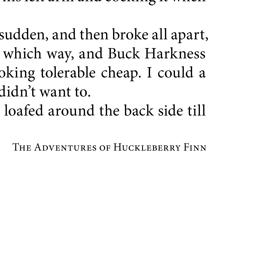 sudden, and then broke all apart,
which way, and Buck Harkness
oking tolerable cheap. I could a
didn't want to.
loafed around the back side till
The Adventures of Huckleberry Finn